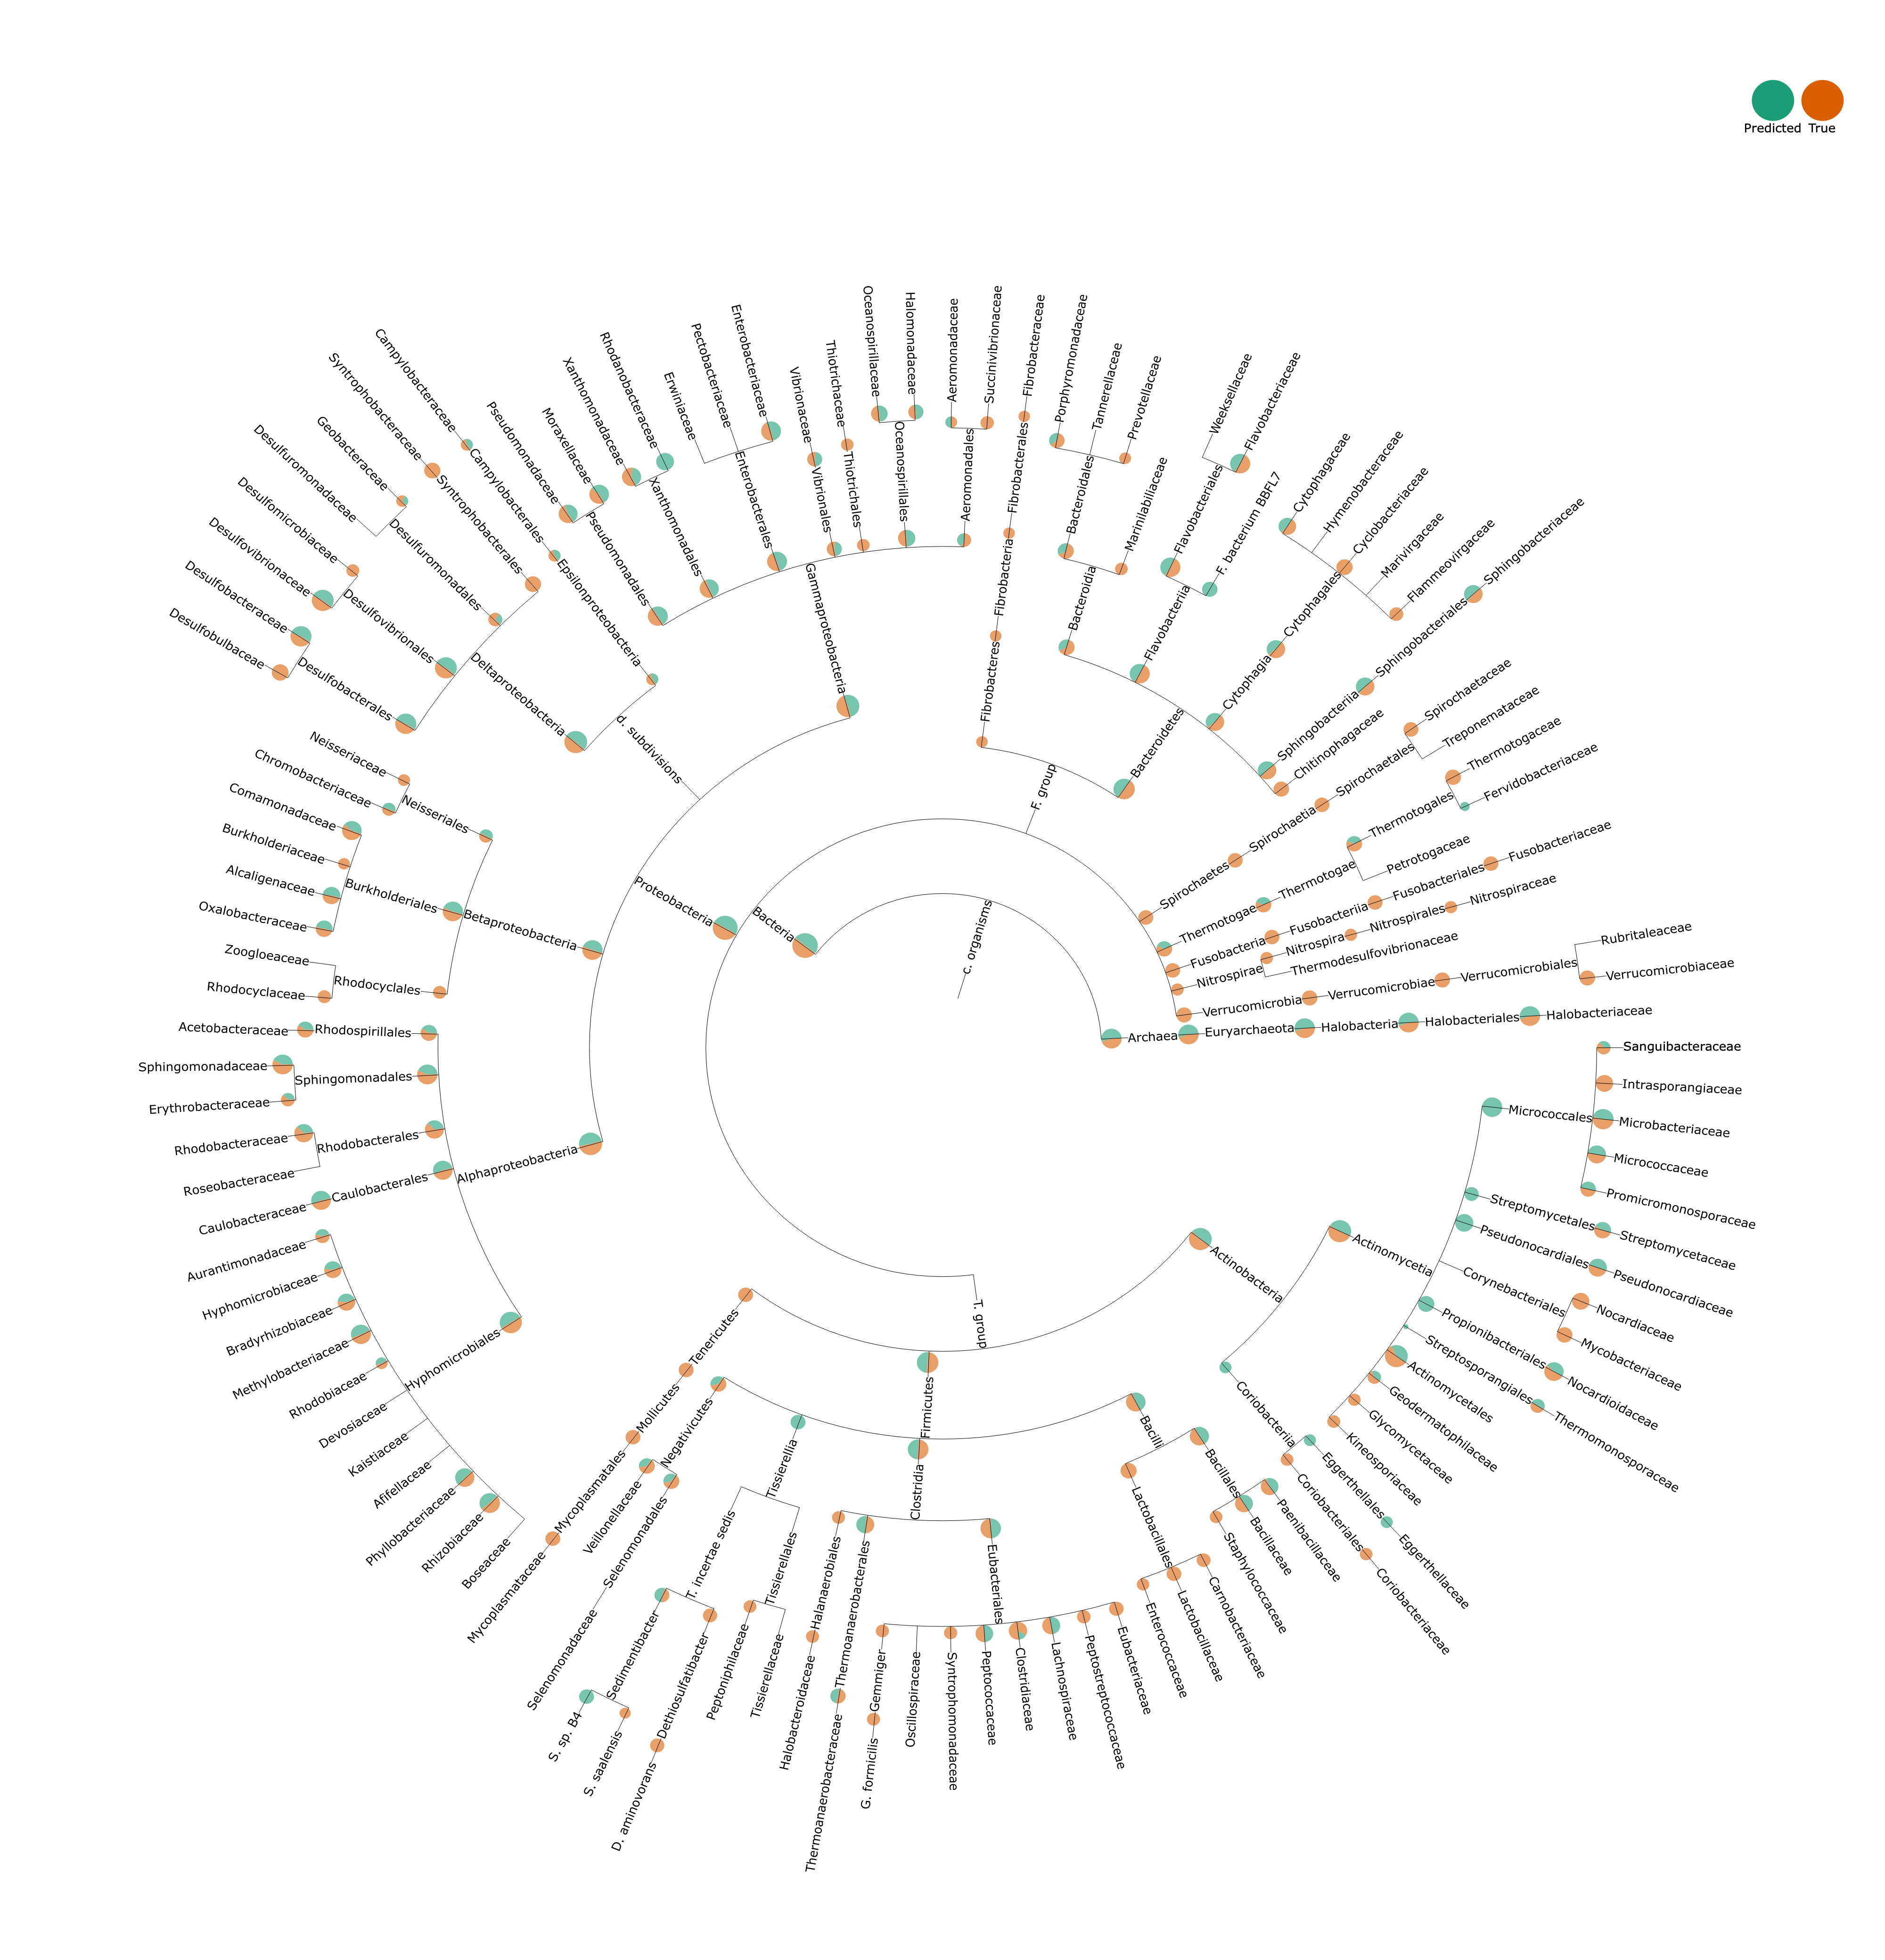 Predicted
True
c. organisms
Bacteria
Archaea
Euryarchaeota
Halobacteria
Halobacteriales
Halobacteriaceae
Proteobacteria
F. group
T. group
d. subdivisions
Gammaproteobacteria
Deltaproteobacteria
Epsilonproteobacteria
Campylobacterales
Campylobacteraceae
Syntrophobacterales
Syntrophobacteraceae
Desulfuromonadales
Geobacteraceae
Desulfuromonadaceae
Desulfovibrionales
Desulfomicrobiaceae
Desulfovibrionaceae
Desulfobacterales
Desulfobacteraceae
Desulfobulbaceae
Pseudomonadales
Pseudomonadaceae
Moraxellaceae
Xanthomonadales
Xanthomonadaceae
Rhodanobacteraceae
Enterobacterales
Erwiniaceae
Pectobacteriaceae
Enterobacteriaceae
Vibrionales
Vibrionaceae
Thiotrichales
Thiotrichaceae
Oceanospirillales
Oceanospirillaceae
Halomonadaceae
Aeromonadales
Aeromonadaceae
Succinivibrionaceae
Fibrobacteres
Fibrobacteria
Fibrobacterales
Fibrobacteraceae
Bacteroidetes
Bacteroidia
Bacteroidales
Porphyromonadaceae
Tannerellaceae
Prevotellaceae
Marinilabiliaceae
Flavobacteriia
Flavobacteriales
Weeksellaceae
Flavobacteriaceae
F. bacterium BBFL7
Cytophagia
Cytophagales
Cytophagaceae
Hymenobacteraceae
Cyclobacteriaceae
Marivirgaceae
Flammeovirgaceae
Sphingobacteriia
Sphingobacteriales
Sphingobacteriaceae
Chitinophagaceae
Spirochaetes
Spirochaetia
Spirochaetales
Spirochaetaceae
Treponemataceae
Thermotogae
Thermotogae
Thermotogales
Thermotogaceae
Fervidobacteriaceae
Petrotogaceae
Fusobacteria
Fusobacteriia
Fusobacteriales
Fusobacteriaceae
Nitrospirae
Nitrospira
Nitrospirales
Nitrospiraceae
Thermodesulfovibrionaceae
Verrucomicrobia
Verrucomicrobiae
Verrucomicrobiales
Rubritaleaceae
Verrucomicrobiaceae
Betaproteobacteria
Neisseriales
Neisseriaceae
Chromobacteriaceae
Burkholderiales
Comamonadaceae
Burkholderiaceae
Alcaligenaceae
Oxalobacteraceae
Rhodocyclales
Zoogloeaceae
Rhodocyclaceae
Alphaproteobacteria
Rhodospirillales
Acetobacteraceae
Sphingomonadales
Sphingomonadaceae
Erythrobacteraceae
Rhodobacterales
Rhodobacteraceae
Roseobacteraceae
Caulobacterales
Caulobacteraceae
Hyphomicrobiales
Aurantimonadaceae
Hyphomicrobiaceae
Bradyrhizobiaceae
Methylobacteriaceae
Rhodobiaceae
Devosiaceae
Kaistiaceae
Afifellaceae
Phyllobacteriaceae
Rhizobiaceae
Boseaceae
Tenericutes
Mollicutes
Mycoplasmatales
Mycoplasmataceae
Firmicutes
Negativicutes
Veillonellaceae
Selenomonadales
Selenomonadaceae
Tissierellia
T. incertae sedis
Sedimentibacter
S. sp. B4
S. saalensis
Dethiosulfatibacter
D. aminovorans
Tissierellales
Peptoniphilaceae
Tissierellaceae
Clostridia
Halanaerobiales
Halobacteroidaceae
Thermoanaerobacterales
Thermoanaerobacteraceae
Eubacteriales
Gemmiger
G. formicilis
Oscillospiraceae
Syntrophomonadaceae
Peptococcaceae
Clostridiaceae
Lachnospiraceae
Peptostreptococcaceae
Eubacteriaceae
Bacilli
Lactobacillales
Enterococcaceae
Lactobacillaceae
Carnobacteriaceae
Bacillales
Staphylococcaceae
Bacillaceae
Paenibacillaceae
Actinobacteria
Coriobacteriia
Coriobacteriales
Coriobacteriaceae
Eggerthellales
Eggerthellaceae
Actinomycetia
Micrococcales
Sanguibacteraceae
Intrasporangiaceae
Microbacteriaceae
Micrococcaceae
Promicromonosporaceae
Streptomycetales
Streptomycetaceae
Pseudonocardiales
Pseudonocardiaceae
Corynebacteriales
Nocardiaceae
Mycobacteriaceae
Propionibacteriales
Nocardioidaceae
Streptosporangiales
Thermomonosporaceae
Actinomycetales
Geodermatophilaceae
Glycomycetaceae
Kineosporiaceae